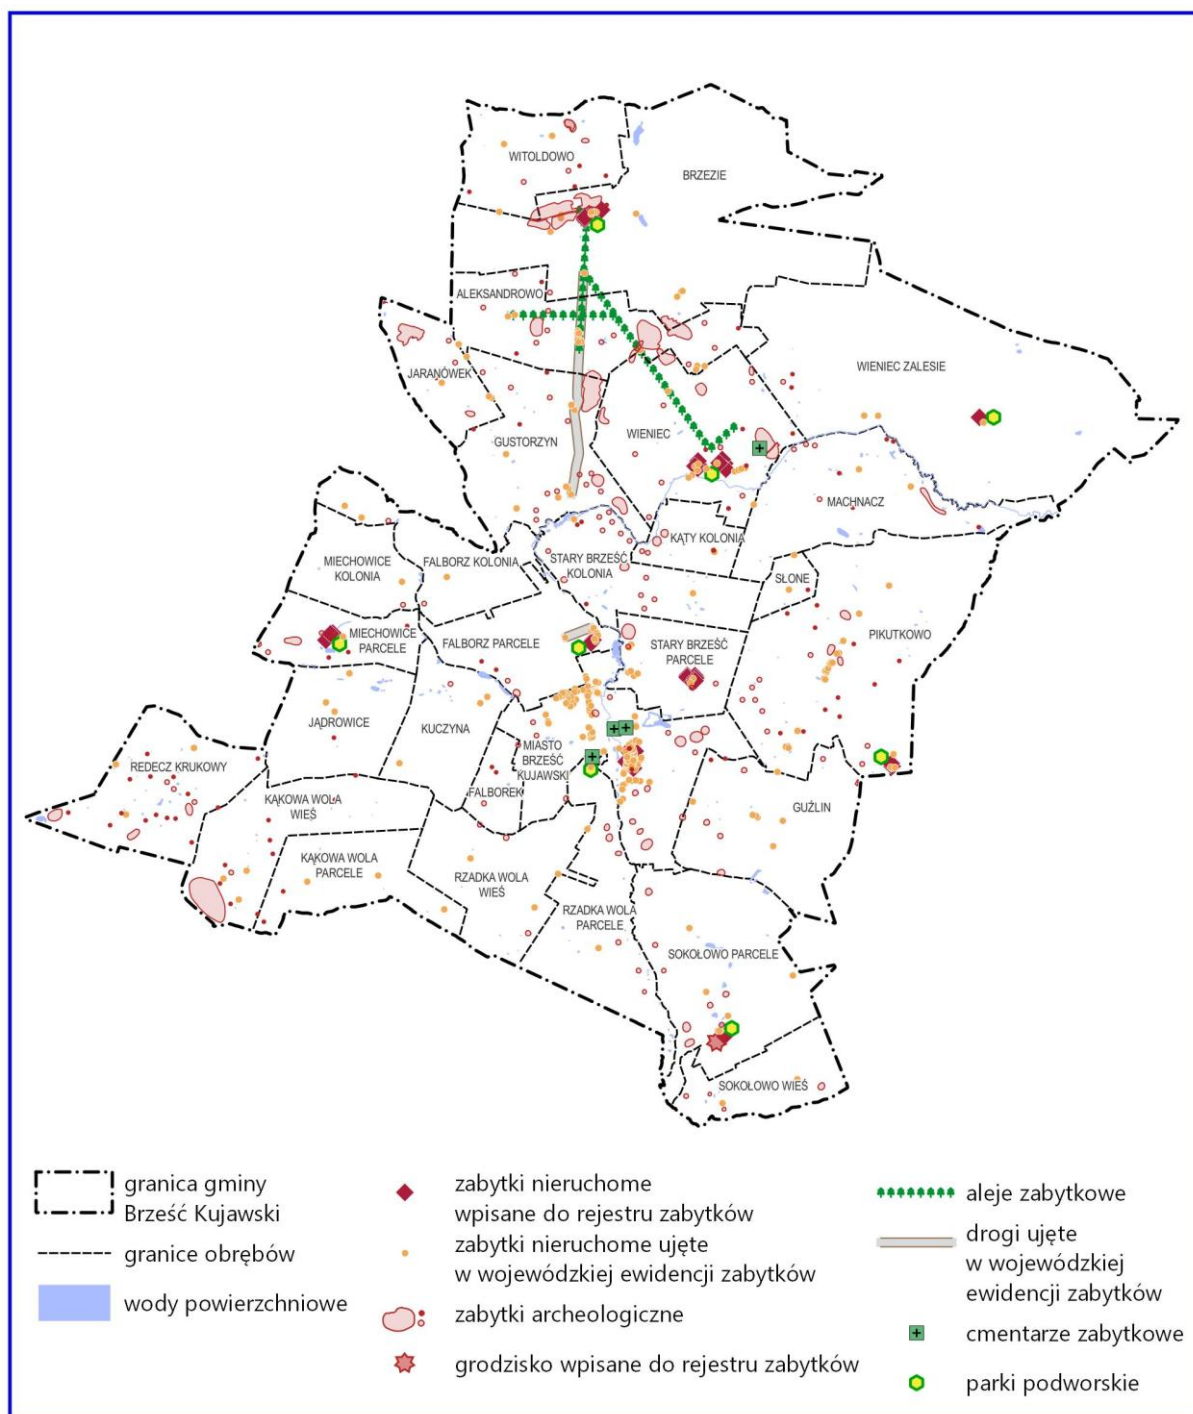 WITOLDOWO
BRZEZIE
ALEKSANDROWO
JARANÓWEK
WIENIEC ZALESIE
GUSTORZYN
WIENIEC
MACHNACZ
KĄTY KOLONIA
MIECHOWICE
KOLONIA
FALBORZ KOLONIA
STARY BRZEŚĆ
KOLONIA
SŁONE
MIECHOWICE
PARCELE
FALBORZ PARCELE
STARY BRZEŚĆ
PARCELE
PIKUTKOWO
JĄDROWICE
KUCZYNA
MIASTO
BRZEŚĆ
KUJAWSKI
REDECZ KRUKOWY
FALBOREK
KĄKOWA WOLA
WIEŚ
GUŹLIN
KĄKOWA WOLA
PARCELE
RZADKA WOLA
WIEŚ
RZADKA WOLA
PARCELE
SOKOŁOWO PARCELE
SOKOŁOWO WIEŚ
granica gminy
Brześć Kujawski
granice obrębów
wody powierzchniowe
zabytki nieruchome
wpisane do rejestru zabytków
zabytki nieruchome ujęte
w wojewódzkiej ewidencji zabytków
zabytki archeologiczne
grodzisko wpisane do rejestru zabytków
aleje zabytkowe
drogi ujęte
w wojewódzkiej
ewidencji zabytków
cmentarze zabytkowe
parki podworskie